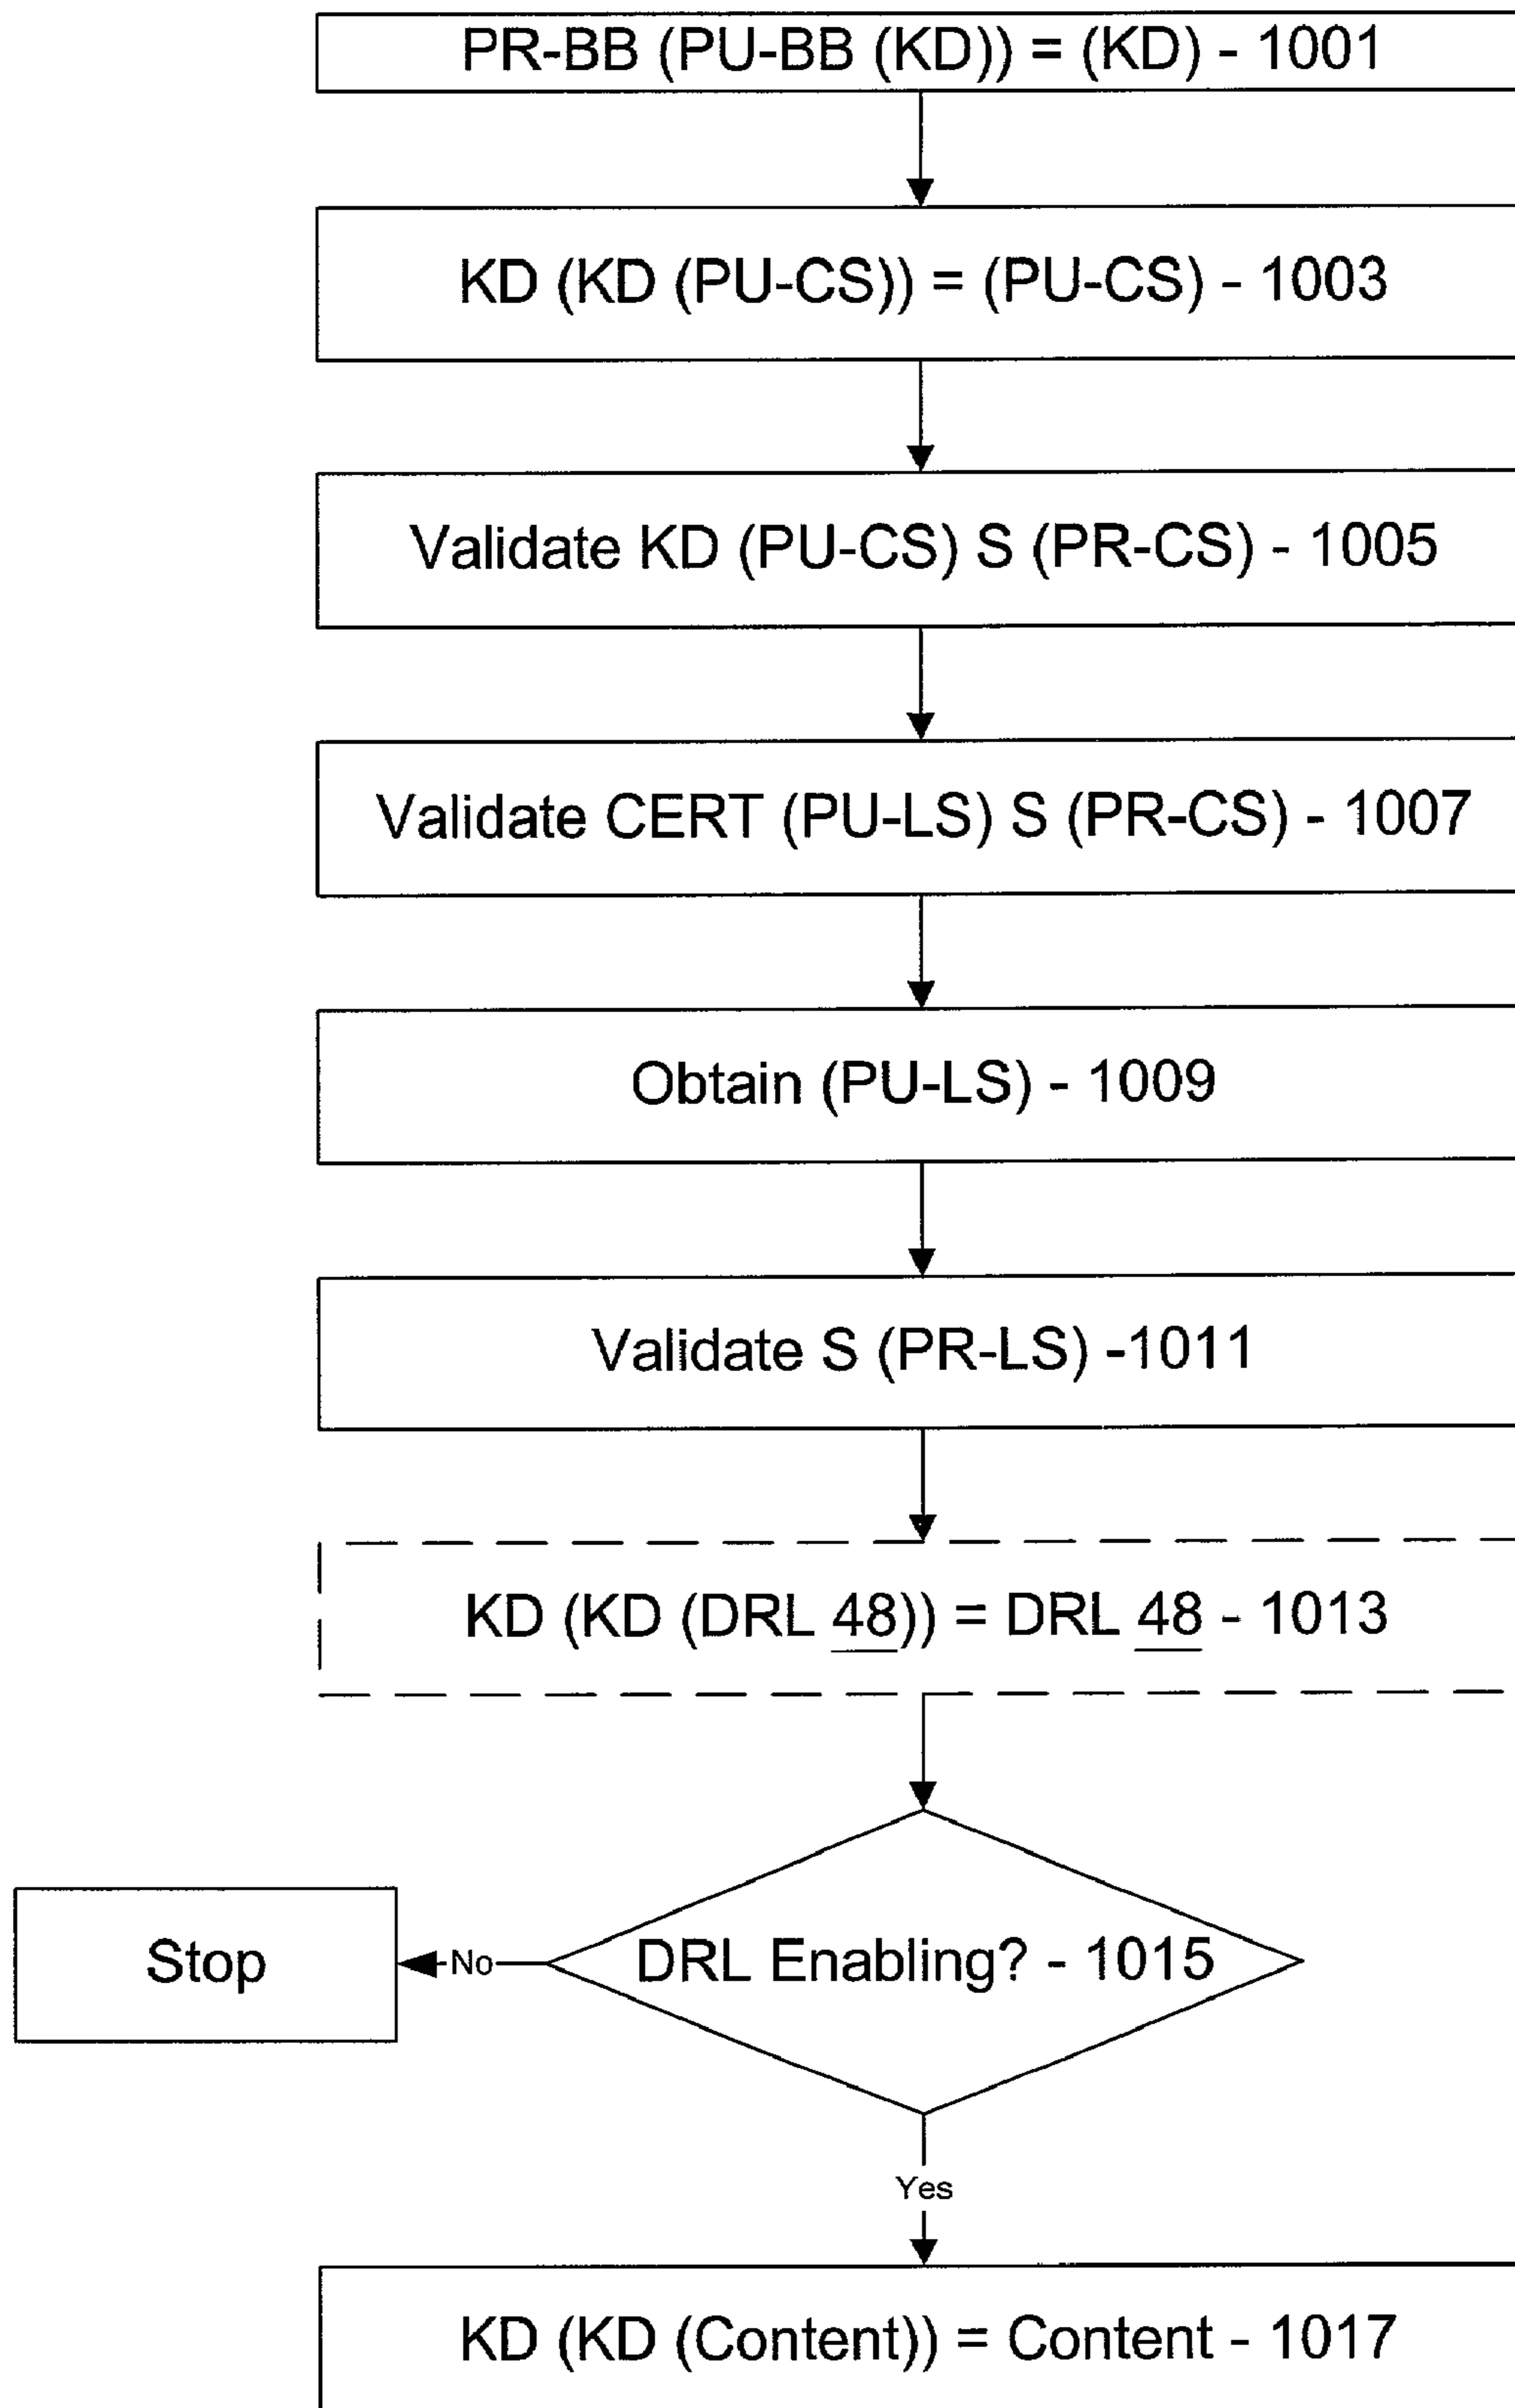 PR-BB (PU-BB (KD)) = (KD) - 1001
KD (KD (PU-CS)) = (PU-CS) - 1003
Validate KD (PU-CS) S (PR-CS) - 1005
Validate CERT (PU-LS) S (PR-CS) - 1007
Obtain (PU-LS) - 1009
Validate S (PR-LS) -1011
KD (KD (DRL 48)) = DRL 48 - 1013
DRL Enabling? - 1015
No
Stop
Yes
KD (KD (Content)) = Content - 1017